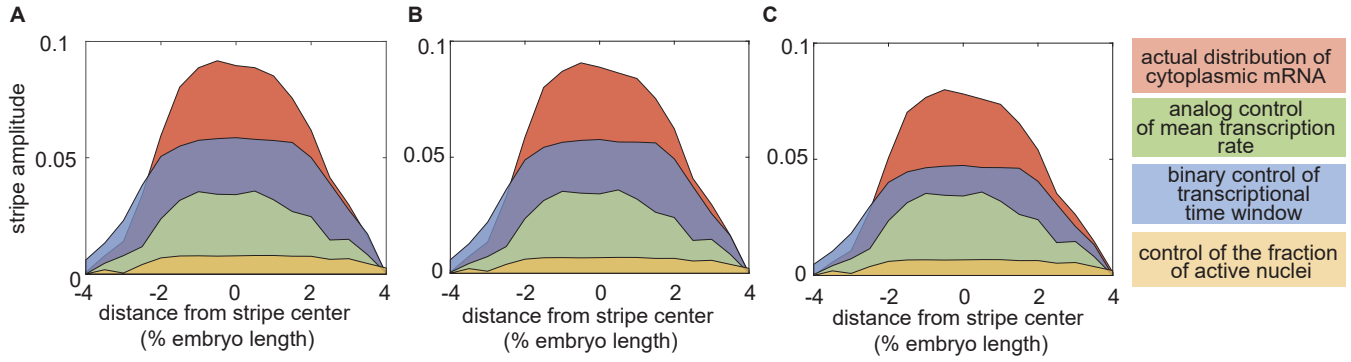 A
B
C
0.1
0.05
0
stripe amplitude
-4
-2
0
2
4
distance from stripe center
(% embryo length)
0.1
0.05
0
-4
-2
0
2
4
distance from stripe center
(% embryo length)
0.1
0.05
0
-4
-2
0
2
4
distance from stripe center
(% embryo length)
actual distribution of
cytoplasmic mRNA
analog control
of mean transcription
rate
binary control of
transcriptional
time window
control of the fraction
of active nuclei